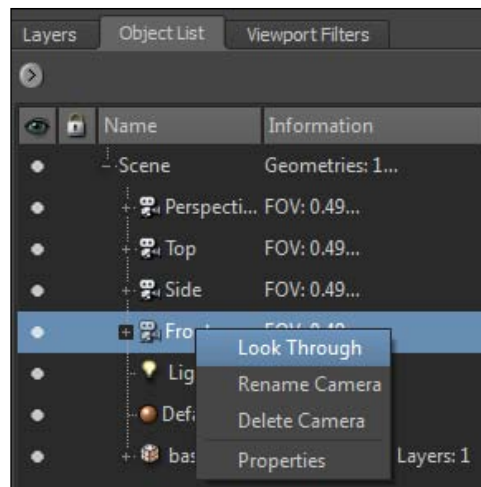 Layers Object List Viewport Filters
Name Information
Scene Geometries: 1...
Perspecti... FOV: 0.49...
Top FOV: 0.49...
Side FOV: 0.49...
Look Through
Rename Camera
Delete Camera
Properties Layers: 1